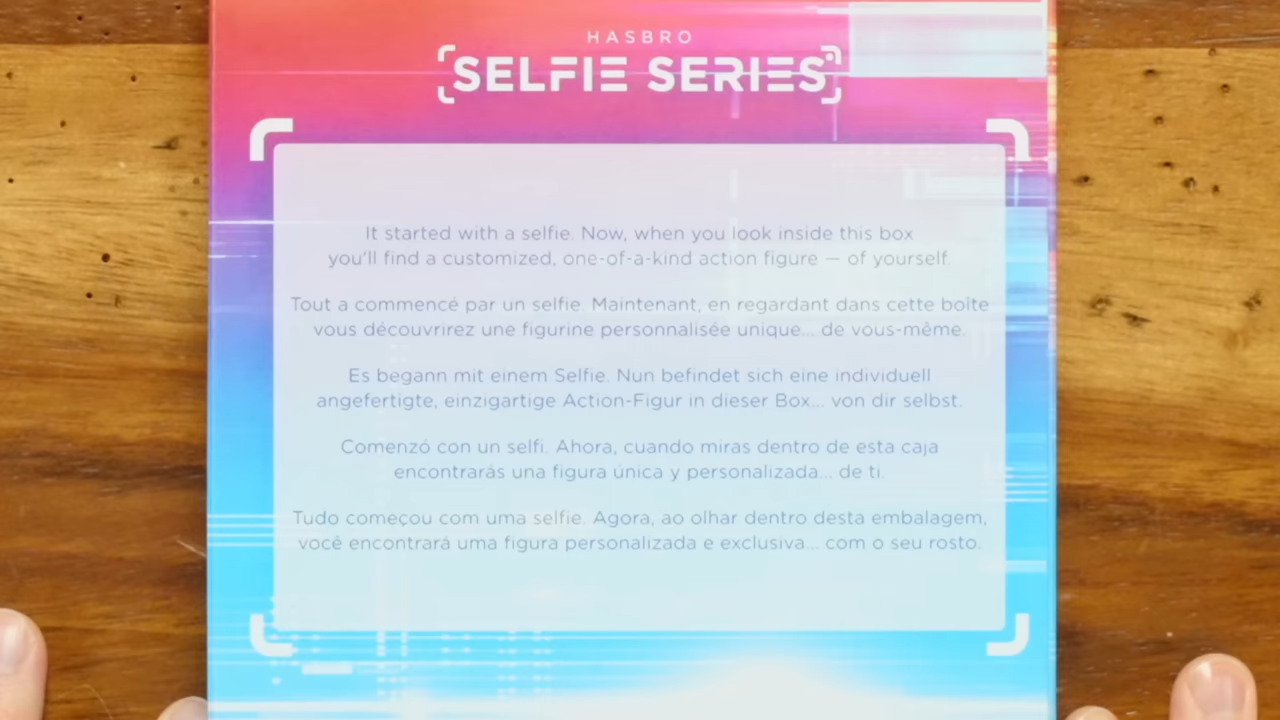 HASBRO
SELFIE SERIES
It started with a selfie. Now, when you look inside this box
you'll find a customized, one-of-a-kind action figure — of yourself.
Tout a commencé par un selfie. Maintenant, en regardant dans cette boîte
vous découvrirez une figurine personnalisée unique... de vous-même.
Es begann mit einem Selfie. Nun befindet sich eine individuell
angefertigte, einzigartige Action-Figur in dieser Box... von dir selbst.
Comenzó con un selfi. Ahora, cuando miras dentro de esta caja
encontrarás una figura única y personalizada... de ti.
Tudo começou com uma selfie. Agora, ao olhar dentro desta embalagem,
você encontrará uma figura personalizada e exclusiva... com o seu rosto.